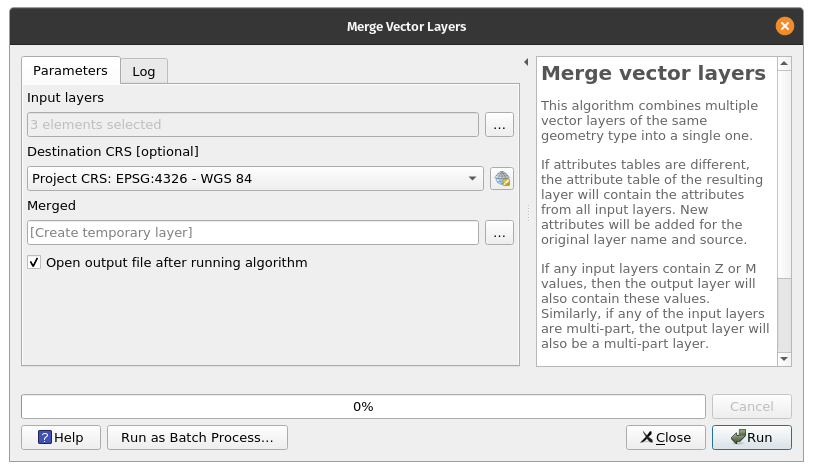 Merge Vector Layers
Parameters
Log
Input layers
3 elements selected
...
Destination CRS [optional]
Project CRS: EPSG:4326 - WGS 84
Merged
[Create temporary layer]
...
Open output file after running algorithm
Merge vector layers
This algorithm combines multiple
vector layers of the same
geometry type into a single one.
If attributes tables are different,
the attribute table of the resulting
layer will contain the attributes
from all input layers. New
attributes will be added for the
original layer name and source.
If any input layers contain Z or M
values, then the output layer will
also contain these values.
Similarly, if any of the input layers
are multi-part, the output layer will
also be a multi-part layer.
0%
Cancel
Help
Run as Batch Process...
Close
Run